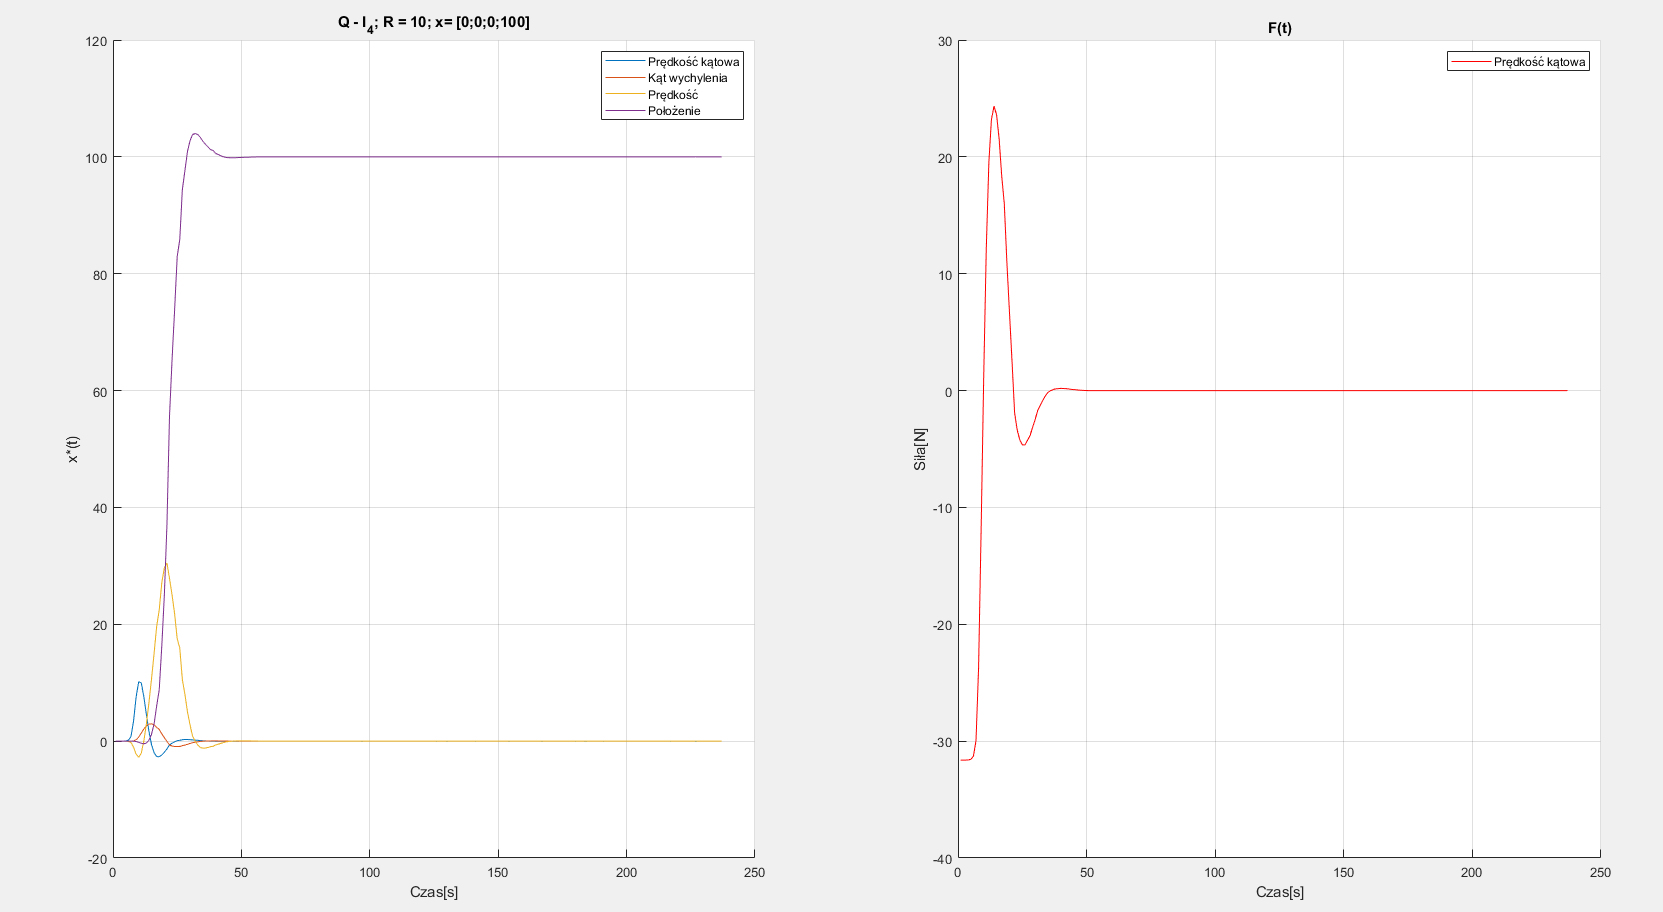 Q - I4; R = 10; x= [0;0;0;100]
120
100
80
60
40
20
0
-20
x*(t)
Prędkość kątowa
Kąt wychylenia
Prędkość
Położenie
0 50 100 150 200 250
Czas[s]
F(t)
30
20
10
0
-10
-20
-30
-40
Siła[N]
Prędkość kątowa
0 50 100 150 200 250
Czas[s]